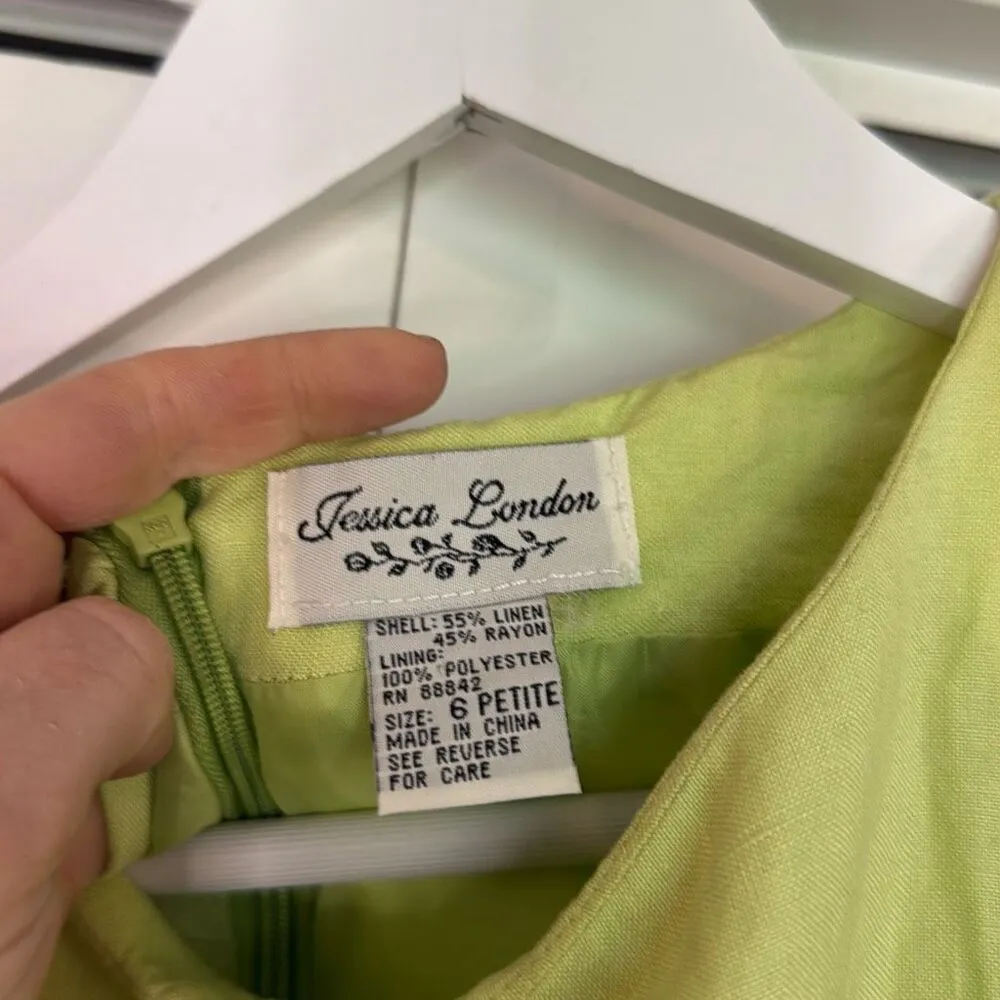 Jessica London
SHELL: 55% LINEN
45% RAYON
LINING:
100% POLYESTER
RN 88842
SIZE: 6 PETITE
MADE IN CHINA
SEE REVERSE
FOR CARE